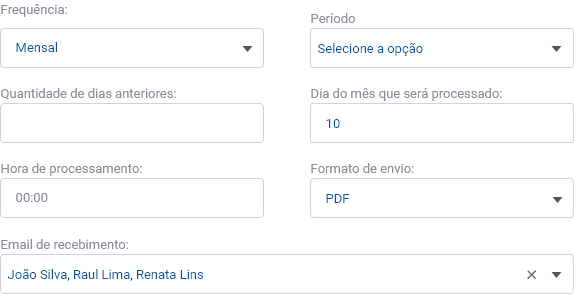 Frequência:
Período
Mensal
Selecione a opção
Quantidade de dias anteriores:
Dia do mês que será processado:
10
Hora de processamento:
Formato de envio:
00:00
PDF
Email de recebimento:
João Silva, Raul Lima, Renata Lins